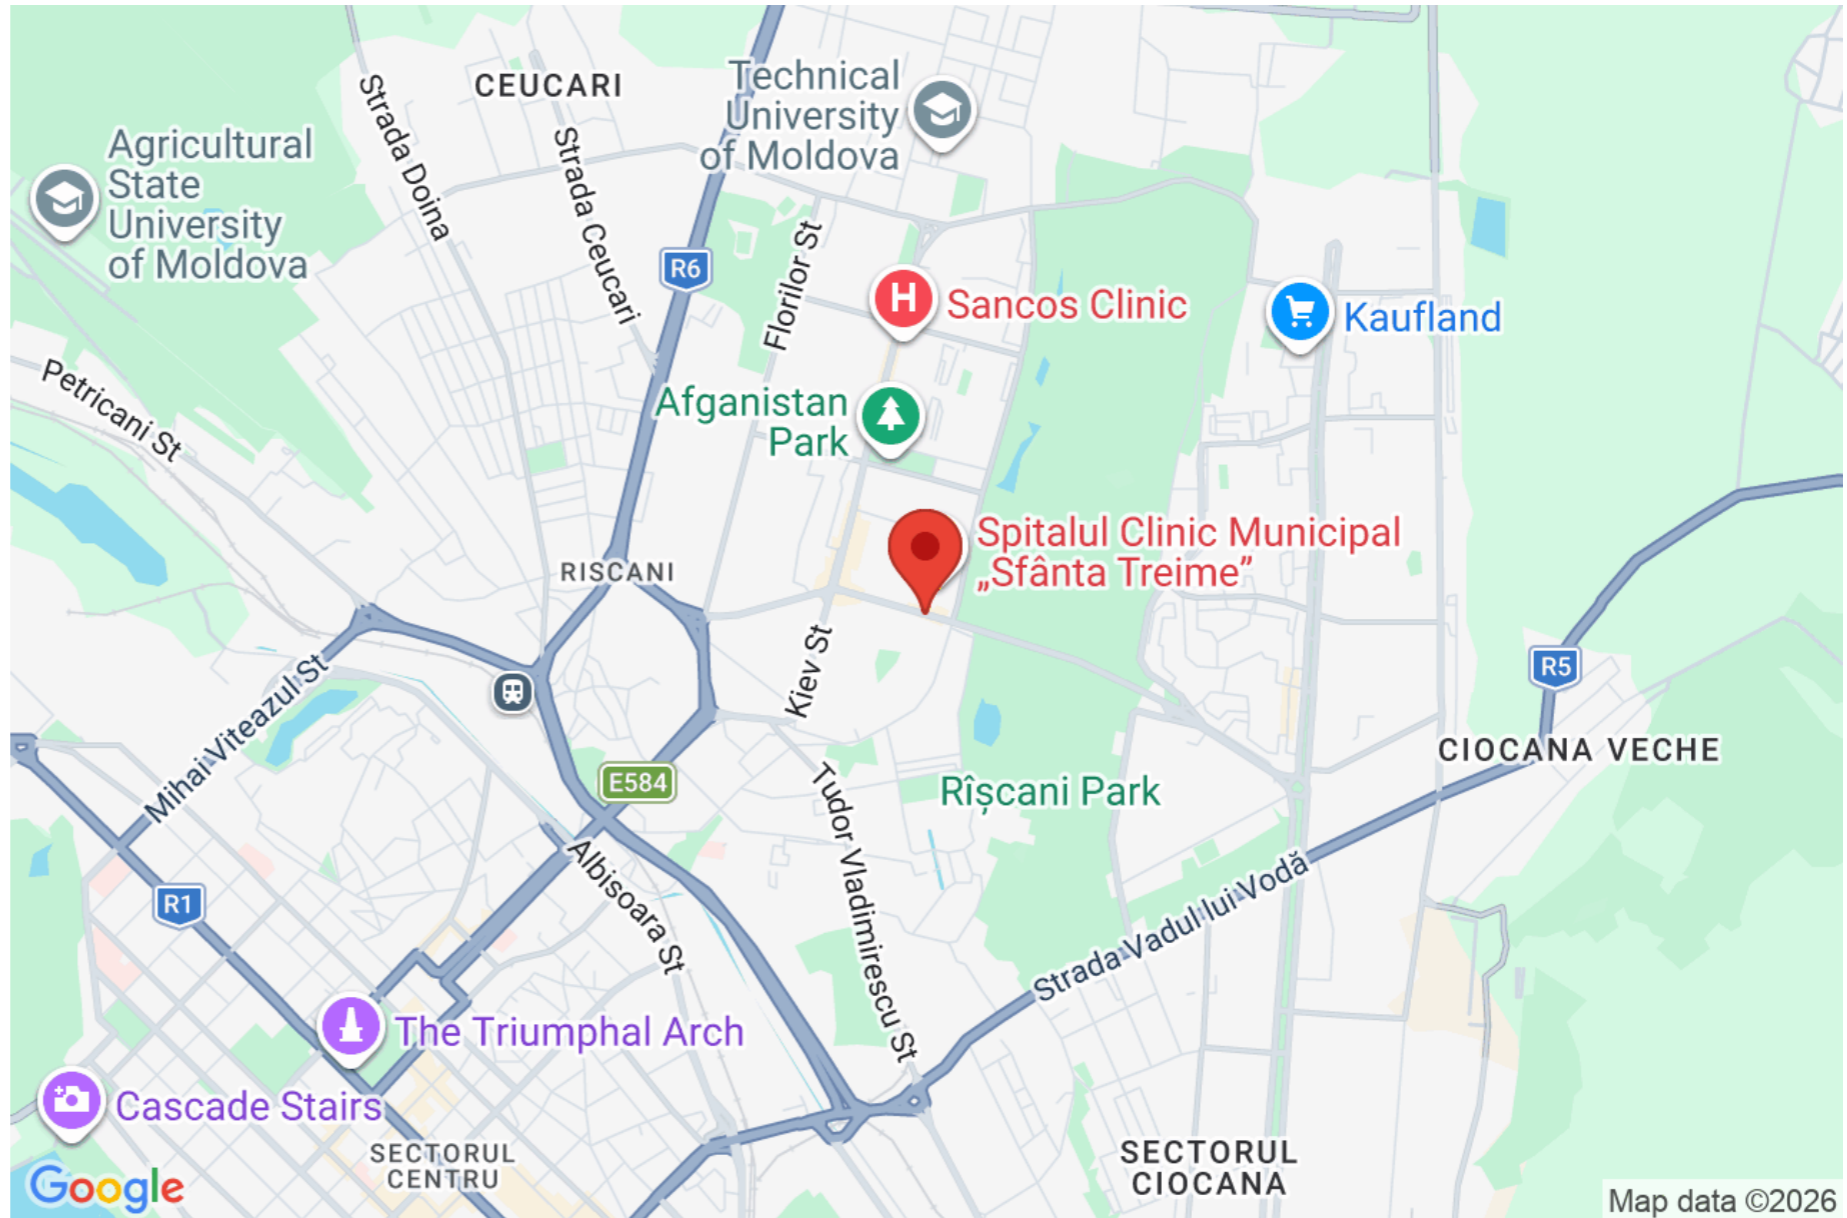 CEUCARI
Technical
University
of Moldova
Agricultural
State
University
of Moldova
Strada Doina
Strada Ceucari
R6
Florilor St
H
Sancos Clinic
Kaufland
Petricani St
Afganistan
Park
Spitalul Clinic Municipal
„Sfânta Treime”
RISCANI
Kiev St
Mihai Viteazul St
R5
CIOCANA VECHE
E584
Rîșcani Park
Tudor Vladimirescu St
Albisoara St
Strada Vadul lui Vodă
R1
The Triumphal Arch
Cascade Stairs
SECTORUL
CENTRU
SECTORUL
CIOCANA
Google
Map data ©2026